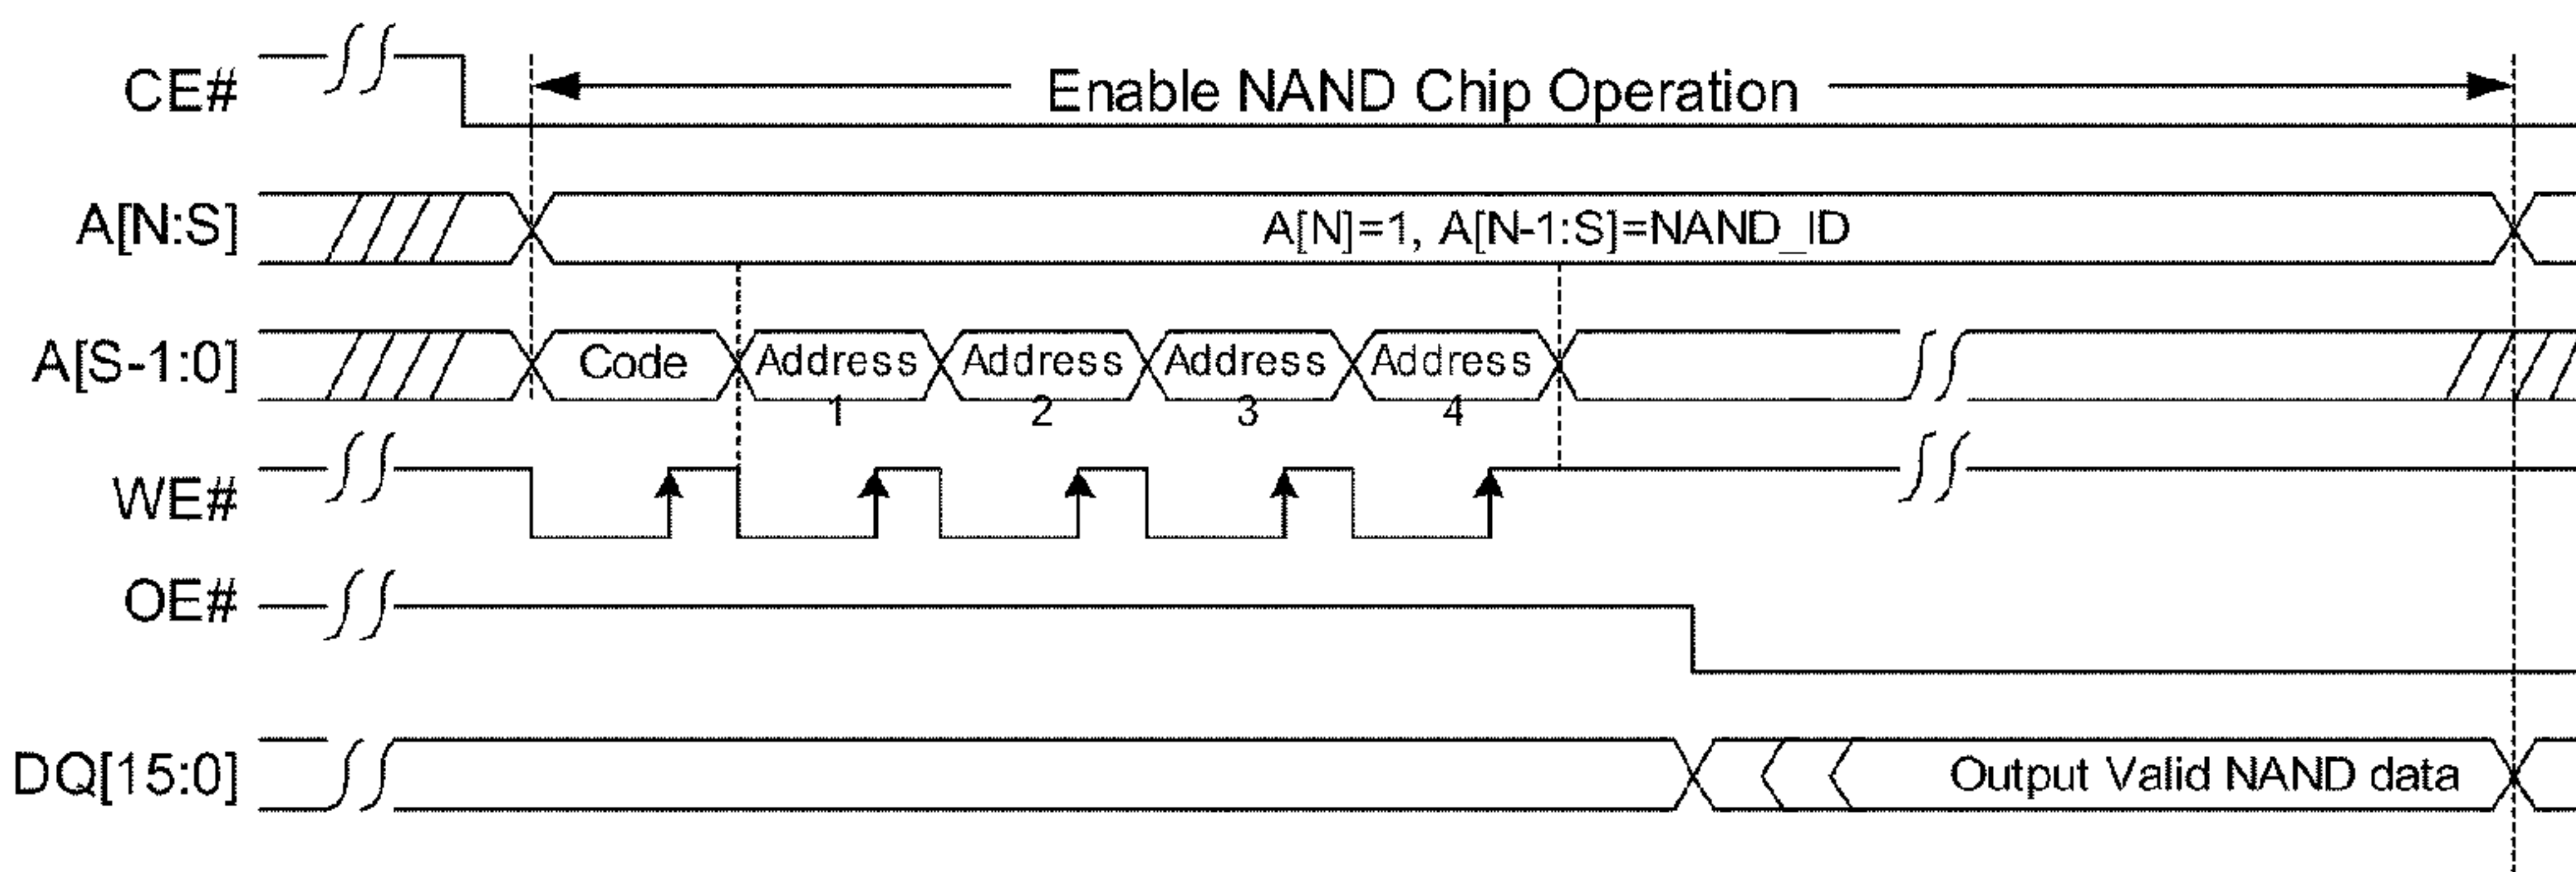 CE# Enable NAND Chip Operation
A[N:S] A[N]=1, A[N-1:S]=NAND_ID
A[S-1:0] Code Address Address Address Address
1 2 3 4
WE#
OE#
DQ[15:0] Output Valid NAND data